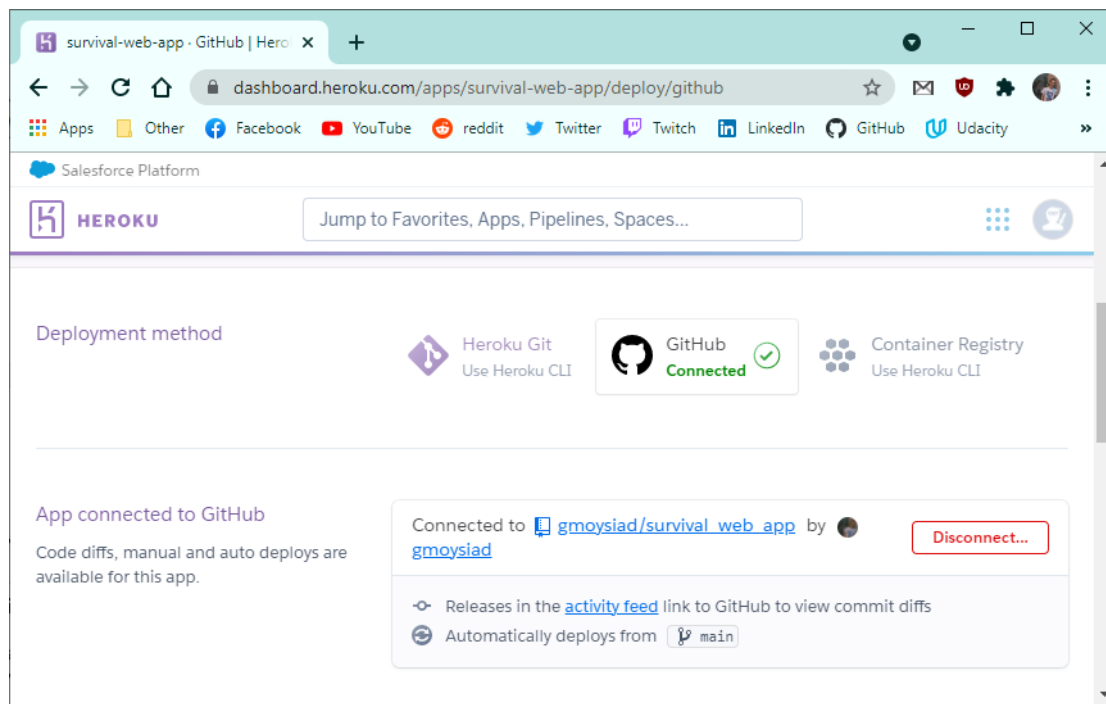 survival-web-app · GitHub | Hero
dashboard.heroku.com/apps/survival-web-app/deploy/github
Apps Other Facebook YouTube reddit Twitter Twitch LinkedIn GitHub Udacity »
Salesforce Platform
HEROKU
Jump to Favorites, Apps, Pipelines, Spaces...
Deployment method
Heroku Git
Use Heroku CLI
GitHub
Connected
Container Registry
Use Heroku CLI
App connected to GitHub
Code diffs, manual and auto deploys are
available for this app.
Connected to gmoysiad/survival_web_app by
gmoysiad
Disconnect...
Releases in the activity feed link to GitHub to view commit diffs
Automatically deploys from main